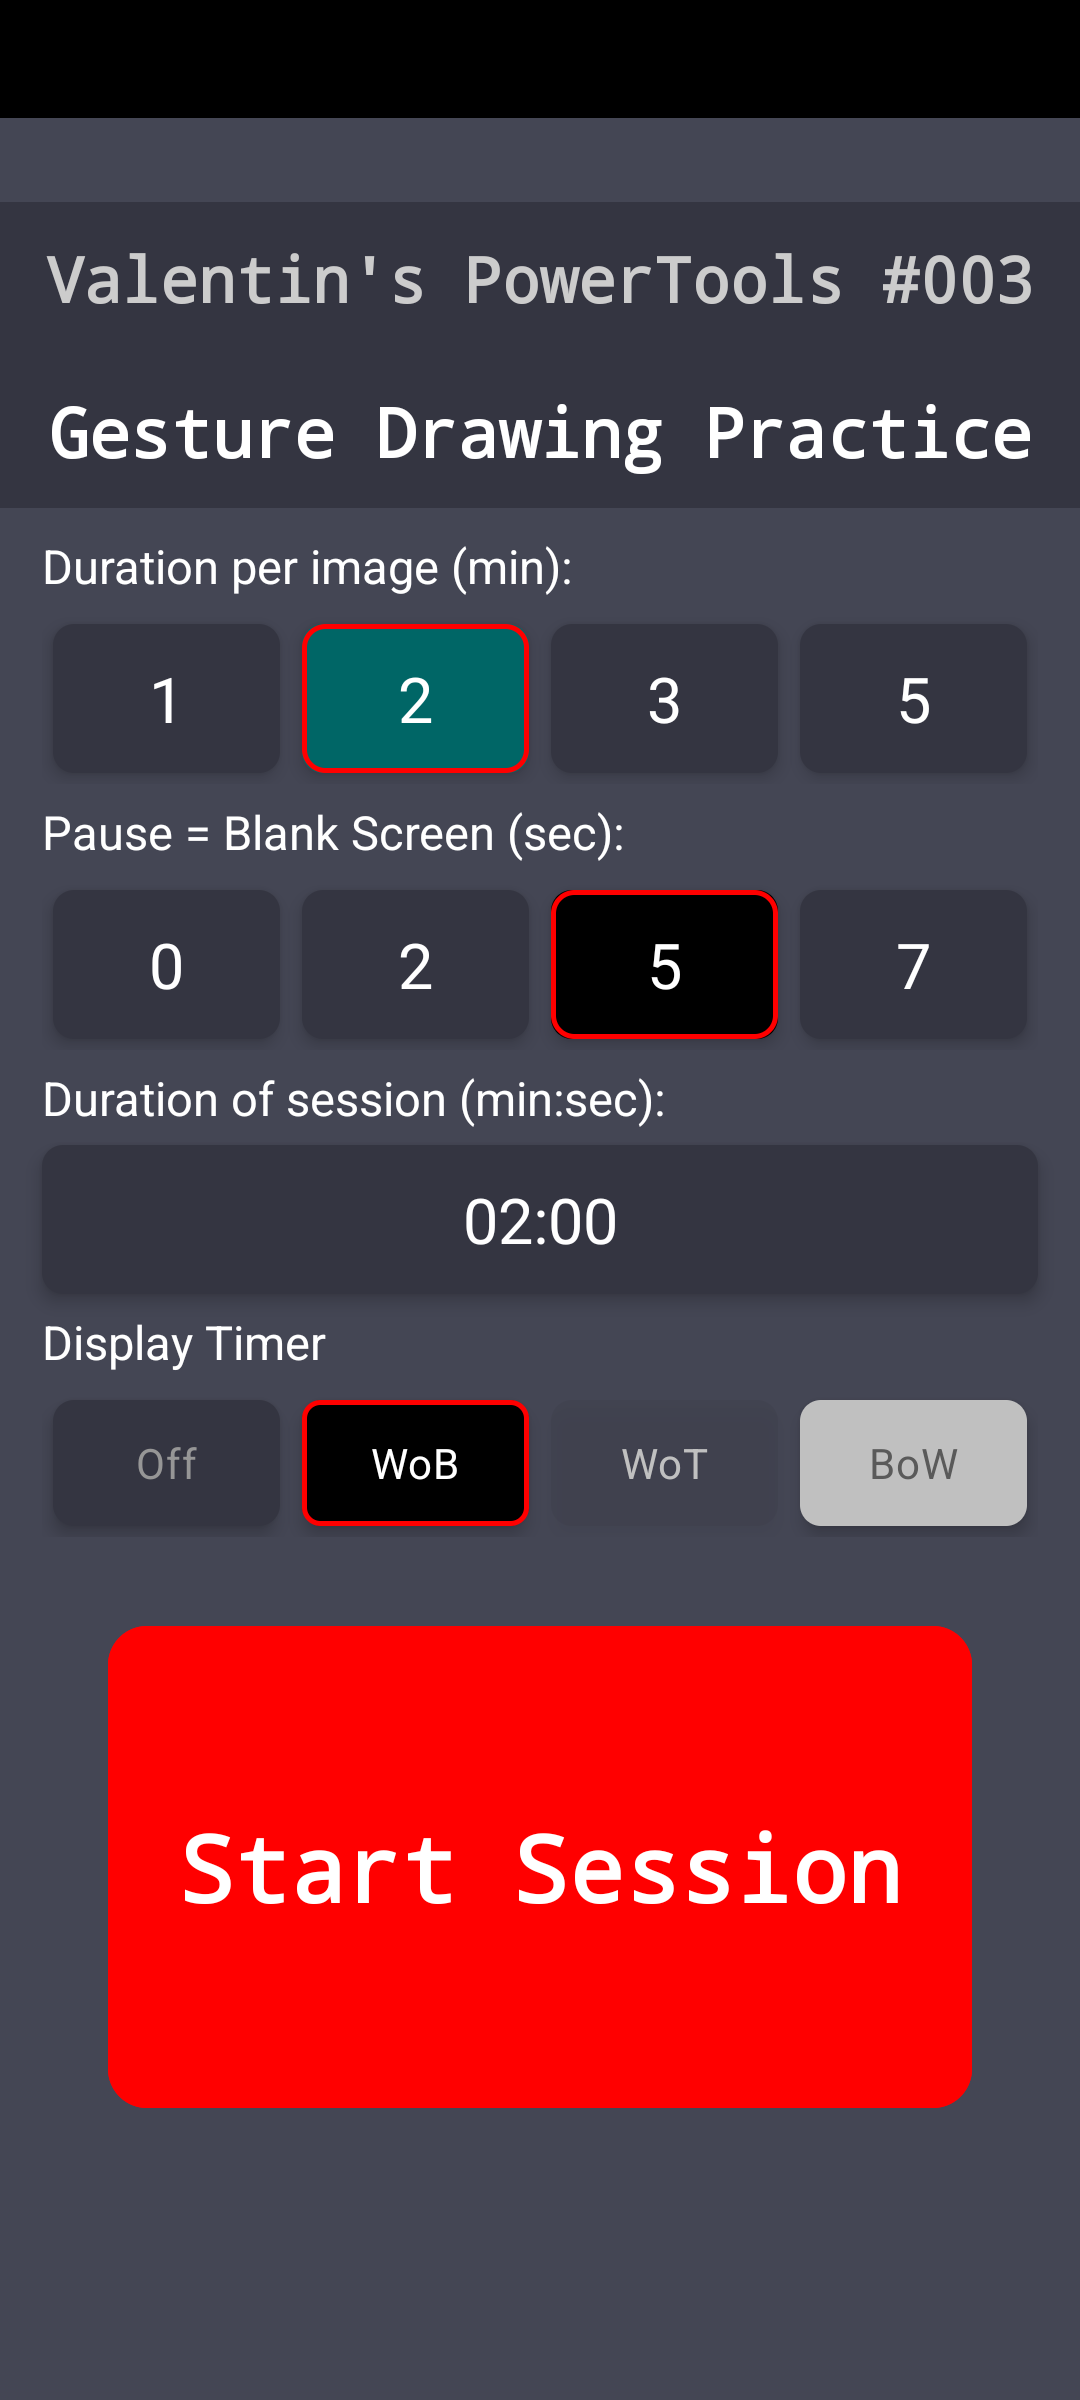 Valentin's PowerTools #003
Gesture Drawing Practice
Duration per image (min):
1 2 3 5
Pause = Blank Screen (sec):
0 2 5 7
Duration of session (min:sec):
02:00
Display Timer
Off WoB WoT BoW
Start Session